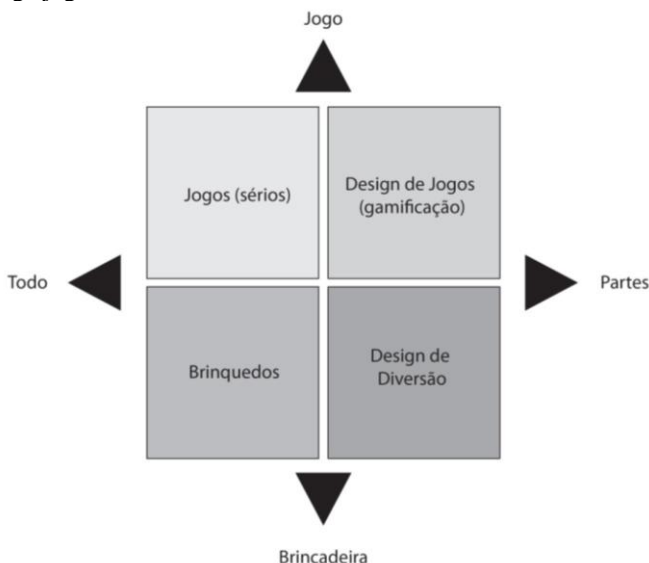 Jogo
Jogos (sérios)
Design de Jogos
(gamificação)
Todo
Partes
Brinquedos
Design de
Diversão
Brincadeira